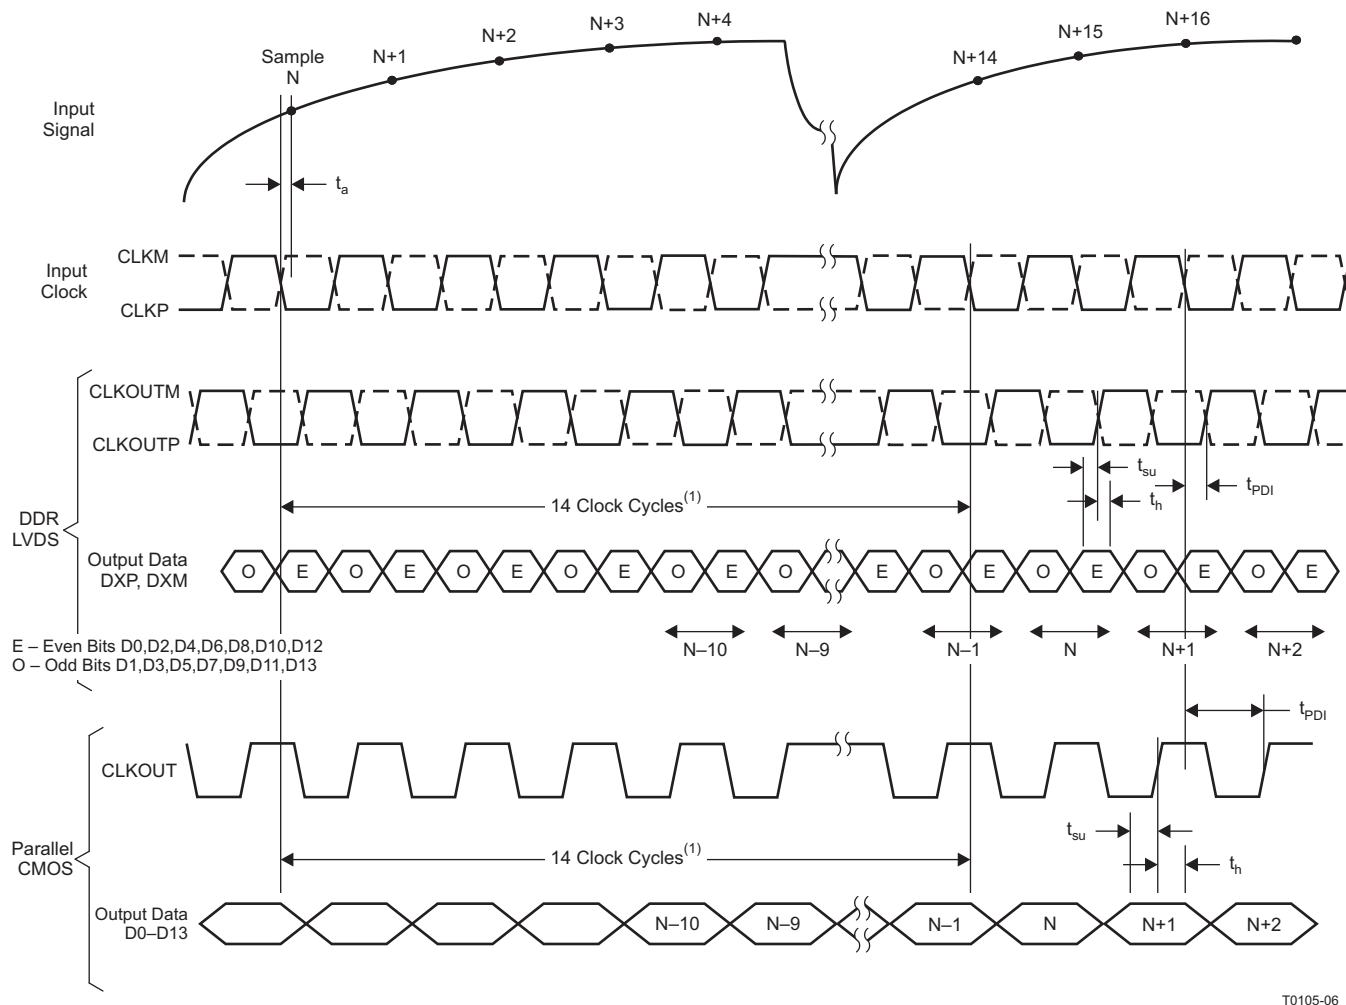 Sample
N
N+1
N+2
N+3
N+4
N+14
N+15
N+16
Input
Signal
ta
CLKM
Input
Clock
CLKP
CLKOUTM
CLKOUTP
tsu
tPDI
th
14 Clock Cycles(1)
DDR
LVDS
Output Data
DXP, DXM
O E O E O E O E O E O E O E O E O E O E
N–10 N–9 N–1 N N+1 N+2
E – Even Bits D0,D2,D4,D6,D8,D10,D12
O – Odd Bits D1,D3,D5,D7,D9,D11,D13
tPDI
CLKOUT
tsu
Parallel
CMOS
14 Clock Cycles(1)
th
Output Data
D0–D13
N–10 N–9 N–1 N N+1 N+2
T0105-06